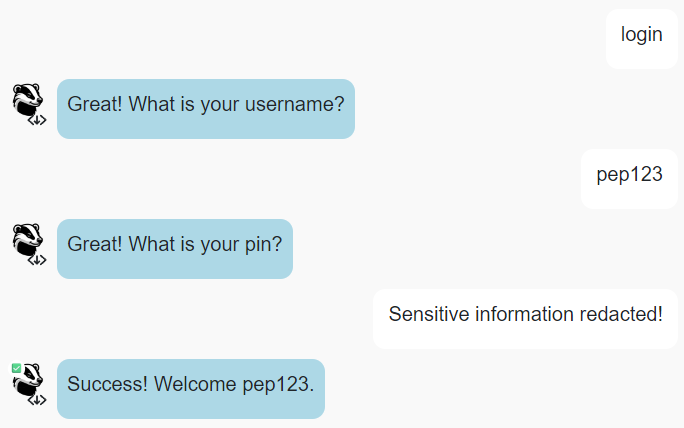 login
Great! What is your username?
pep123
Great! What is your pin?
Sensitive information redacted!
Success! Welcome pep123.